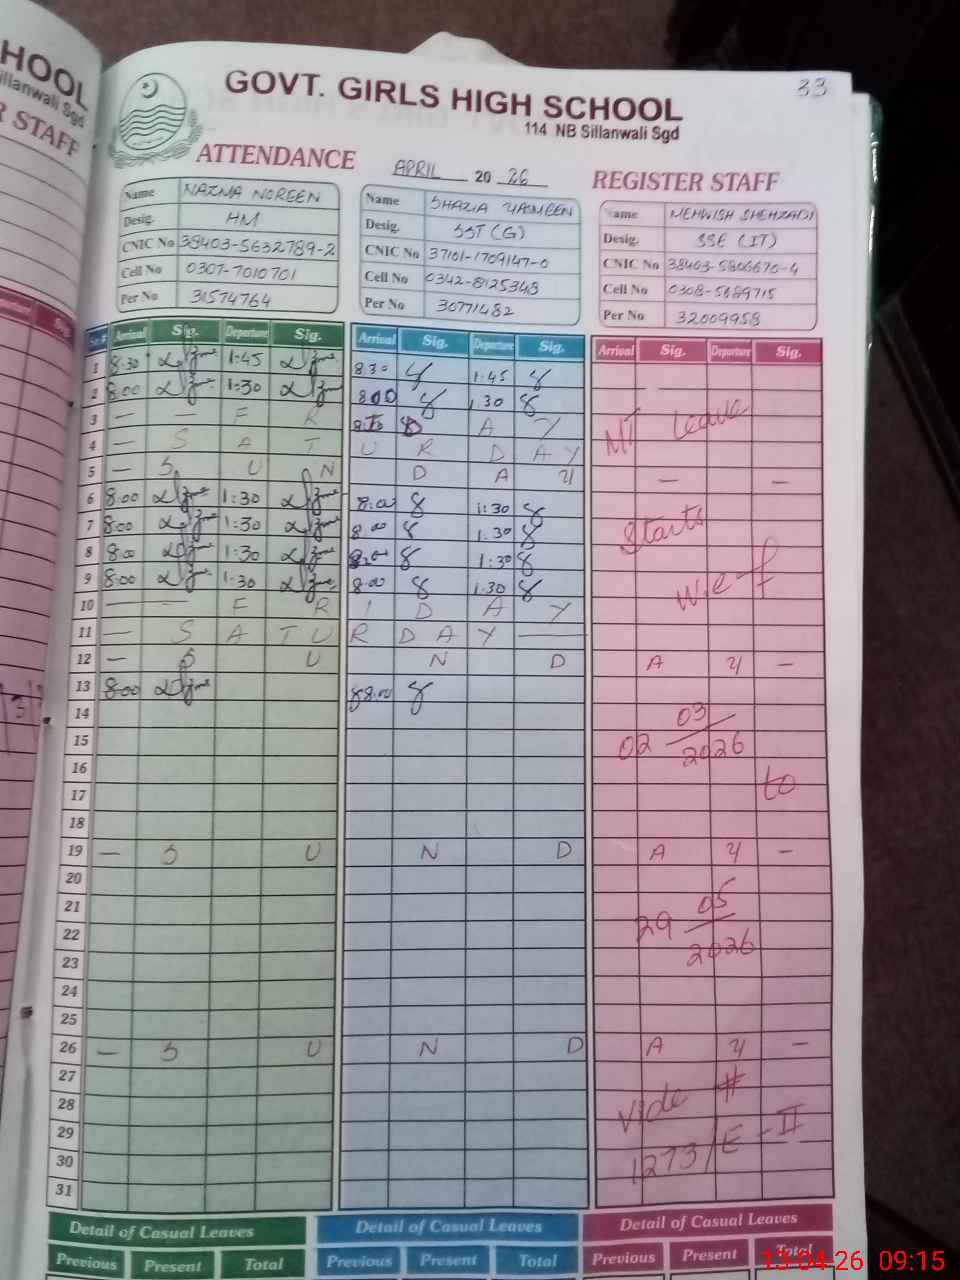 HOOL
illanwali Sgd
R STAFF
33
GOVT. GIRLS HIGH SCHOOL
114 NB Sillanwali Sgd
ATTENDANCE APRIL 20 26 REGISTER STAFF
Name NAZMA NOREEN
Desig. HM
CNIC No 38403-5632789-2
Cell No 0307-7010701
Per No 31574764
Name SHAZIA YASMEEN
Desig. SST (G)
CNIC No 37101-1709147-0
Cell No 0342-8125348
Per No 30771482
Name MEHWISH SHEHZADI
Desig. SSE (IT)
CNIC No 38403-5806670-4
Cell No 0308-5689715
Per No 32009958
Sr.# Arrival Sig. Departure Sig. Arrival Sig. Departure Sig. Arrival Sig. Departure Sig.
1 8:30 1:45 8.30 1:45
2 8:00 1:30 800 1.30
3 — — F R A Y
4 — S A T U R D A Y
5 — S U N D A Y — —
6 8:00 1:30 8:00 1:30
7 8:00 1:30 8.00 1.30
8 8:00 1:30 8:00 1:30
9 8:00 1:30 8:00 1.30
10 — — F R I D A Y
11 — S A T U R D A Y —
12 — S U N D A Y —
13 8:00 88.00
14
15
16
17
18
19 — S U N D A Y —
20
21
22
23
24
25
26 — S U N D A Y —
27
28
29
30
31
MT Leave
Starts
w.e.f
02 03/2026
to
29 05/2026
Vide #
1273/E-II
Detail of Casual Leaves Detail of Casual Leaves Detail of Casual Leaves
Previous Present Total Previous Present Total Previous Present Total
13-04-26 09:15